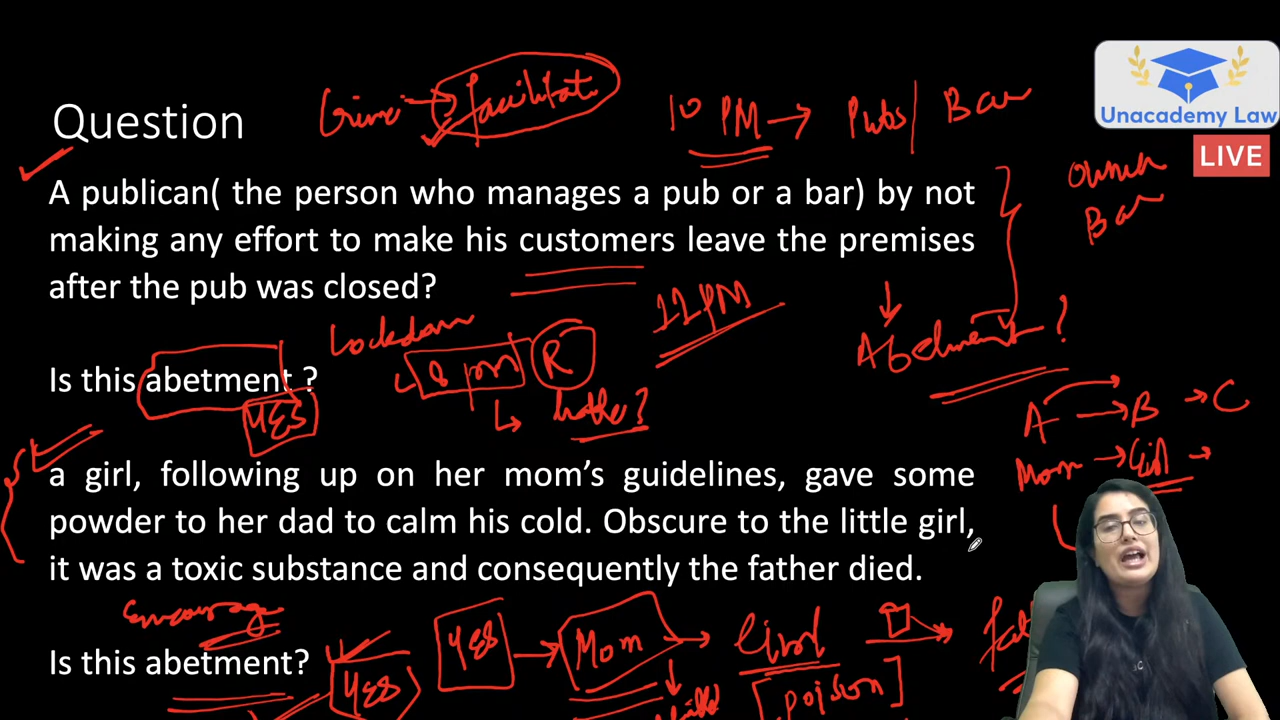 Crime → facilitate
10 PM → Pubs / Bar
Unacademy Law
LIVE
Question
owner
Bar
A publican( the person who manages a pub or a bar) by not
making any effort to make his customers leave the premises
after the pub was closed?
11 PM
Lockdown
Abetment ?
8 pm R
Is this abetment ?
YES
A → B → C
Mom → Girl →
a girl, following up on her mom’s guidelines, gave some
powder to her dad to calm his cold. Obscure to the little girl,
it was a toxic substance and consequently the father died.
encourage
Is this abetment?
YES
YES → Mom → Girl
[poison]